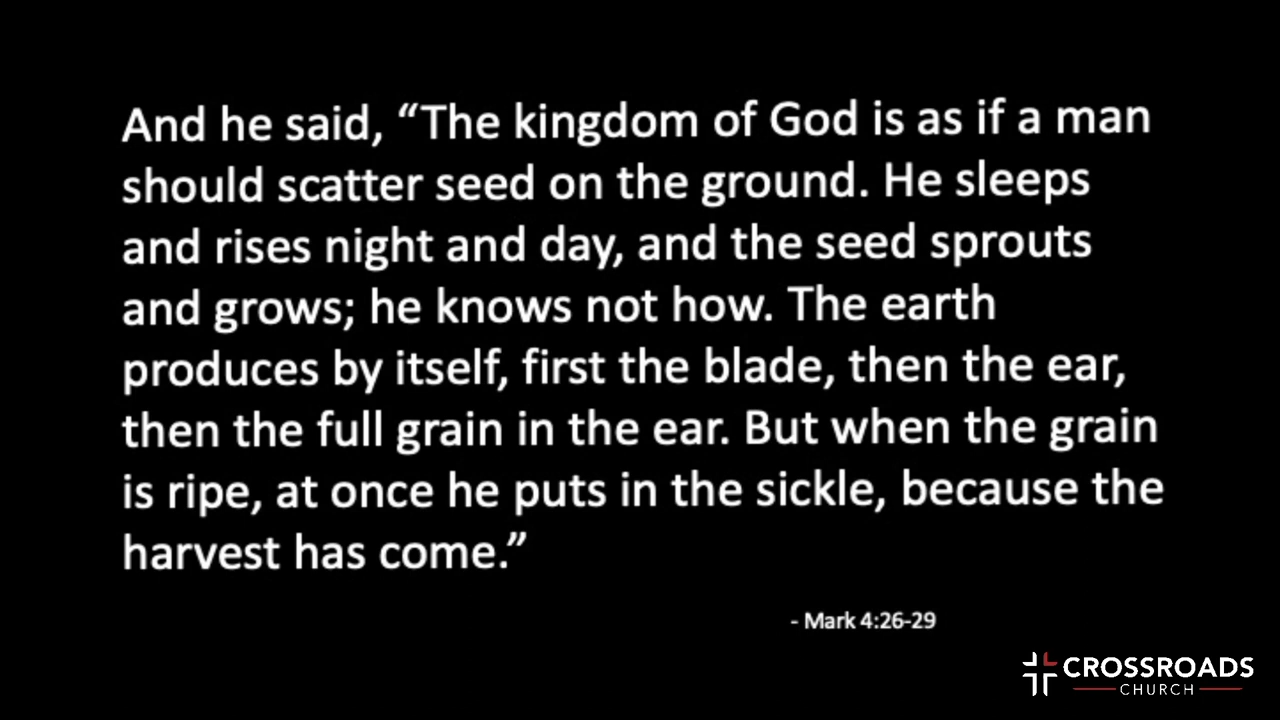 And he said, “The kingdom of God is as if a man
should scatter seed on the ground. He sleeps
and rises night and day, and the seed sprouts
and grows; he knows not how. The earth
produces by itself, first the blade, then the ear,
then the full grain in the ear. But when the grain
is ripe, at once he puts in the sickle, because the
harvest has come.”
- Mark 4:26-29
CROSSROADS
CHURCH